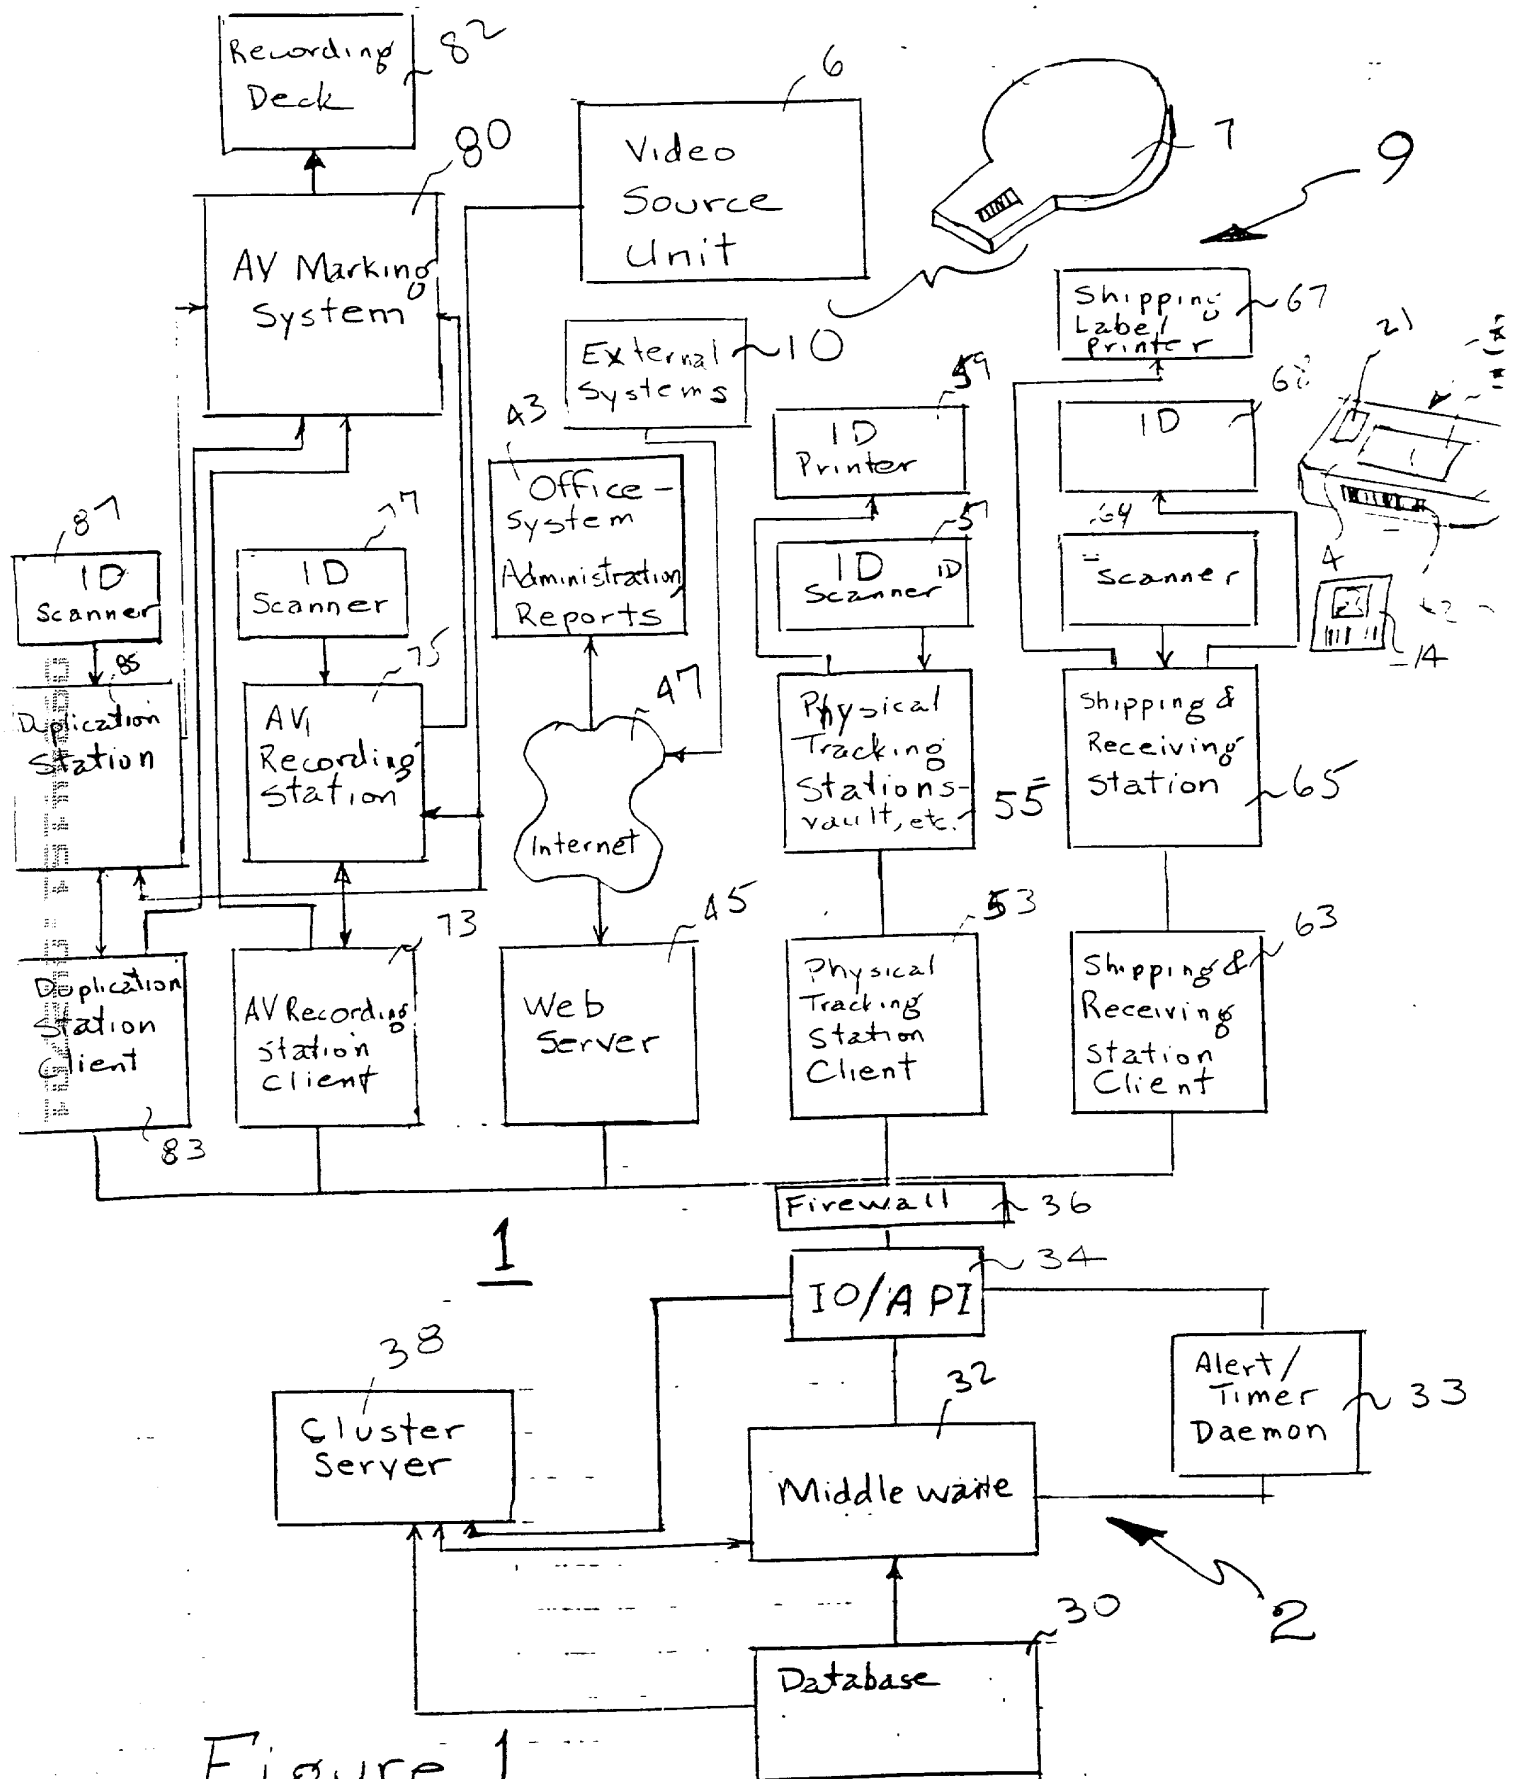 Recording
Deck
82
6
Video
Source
Unit
7
9
80
AV Marking
System
External
Systems
10
Shipping
Label
Printer
67
21
43
Office-
System
Administration
Reports
59
ID
Printer
ID
68
87
ID
Scanner
77
ID
Scanner
57
ID
Scanner
ID
64
Scanner
4
14
85
Duplication
Station
75
AV
Recording
Station
47
Internet
Physical
Tracking
Stations-
vault, etc.
55
Shipping &
Receiving
Station
65
Duplication
Station
Client
83
73
AV Recording
Station
Client
45
Web
Server
53
Physical
Tracking
Station
Client
63
Shipping &
Receiving
Station
Client
Firewall
36
1
IO/API
34
38
Cluster
Server
32
Middleware
Alert/
Timer
Daemon
33
2
30
Database
Figure 1